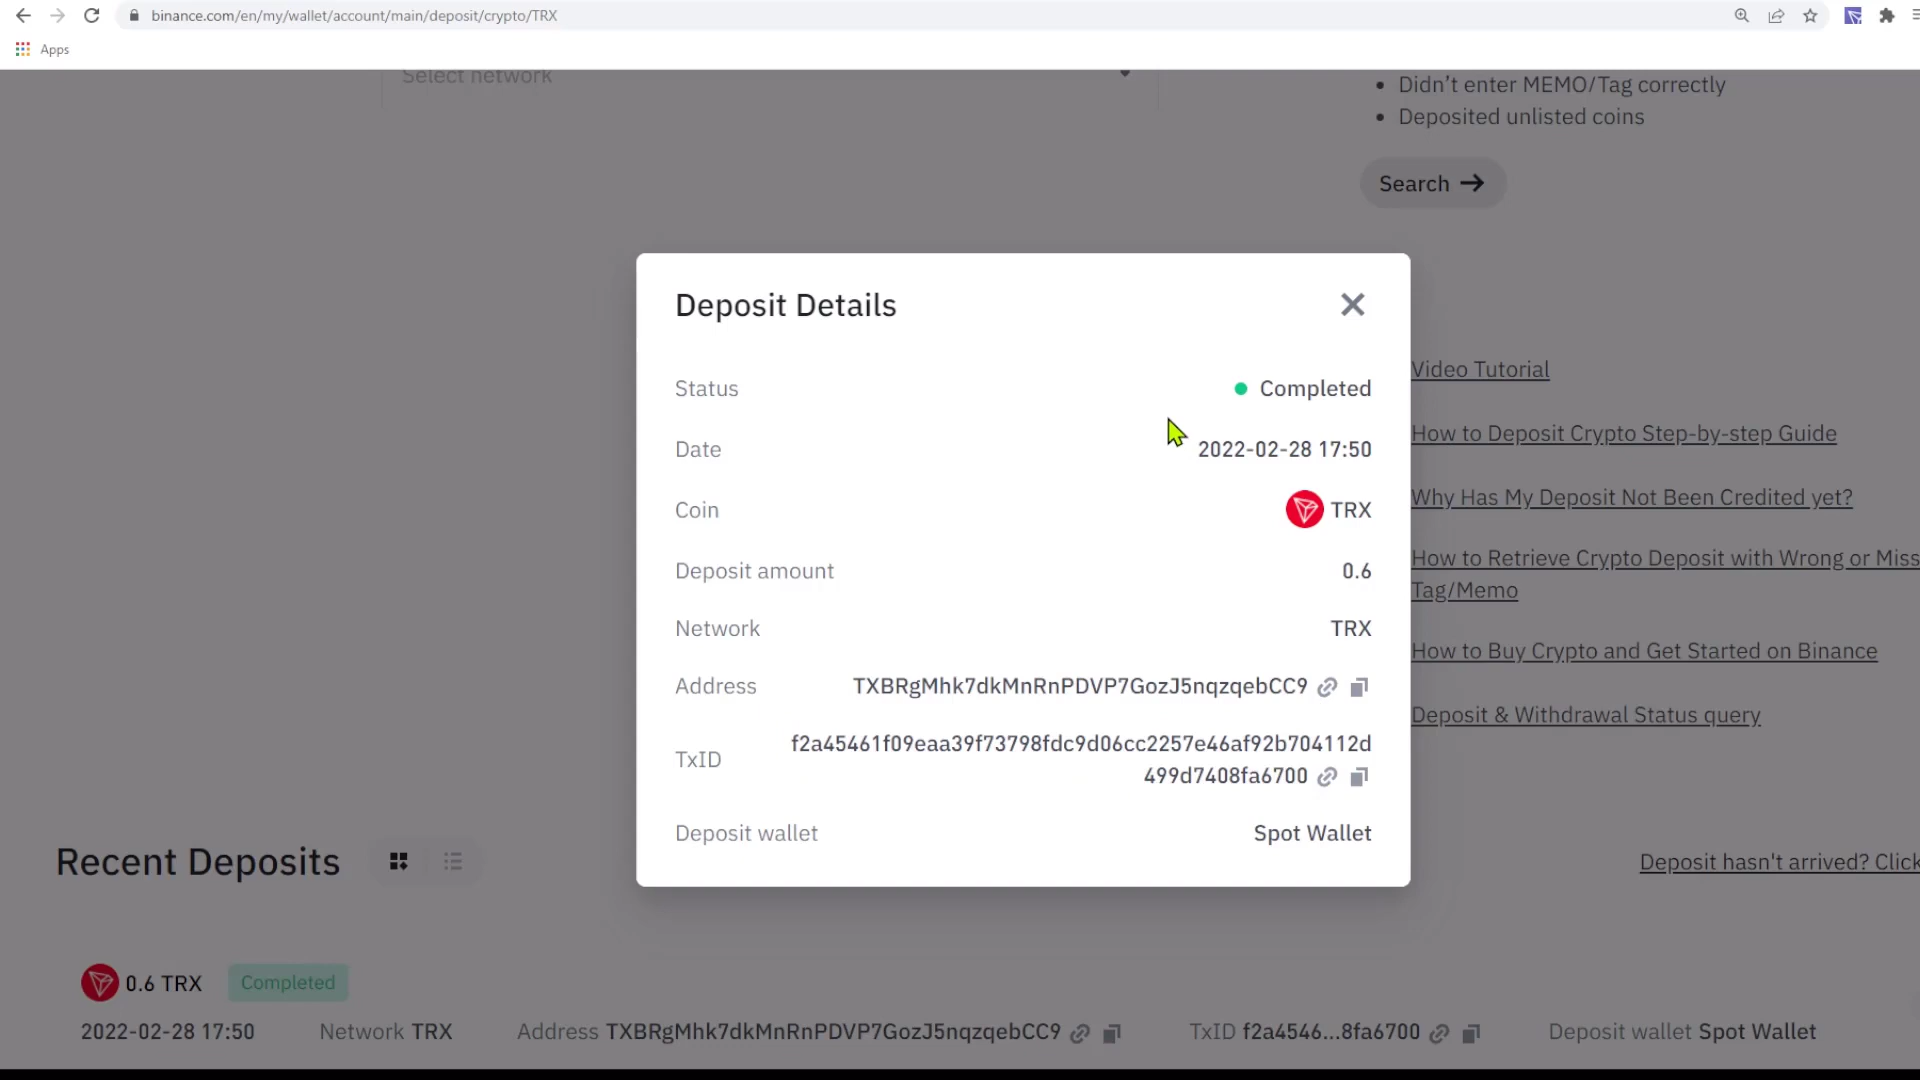 binance.com/en/my/wallet/account/main/deposit/crypto/TRX
Apps
Select network
Didn’t enter MEMO/Tag correctly
Deposited unlisted coins
Search
Deposit Details
Status Completed
Date 2022-02-28 17:50
Coin TRX
Deposit amount 0.6
Network TRX
Address TXBRgMhk7dkMnRnPDVP7GozJ5nqzqebCC9
TxID f2a45461f09eaa39f73798fdc9d06cc2257e46af92b704112d
499d7408fa6700
Deposit wallet Spot Wallet
Video Tutorial
How to Deposit Crypto Step-by-step Guide
Why Has My Deposit Not Been Credited yet?
How to Retrieve Crypto Deposit with Wrong or Miss
Tag/Memo
How to Buy Crypto and Get Started on Binance
Deposit & Withdrawal Status query
Recent Deposits
Deposit hasn't arrived? Click
0.6 TRX Completed
2022-02-28 17:50 Network TRX Address TXBRgMhk7dkMnRnPDVP7GozJ5nqzqebCC9 TxID f2a4546...8fa6700 Deposit wallet Spot Wallet